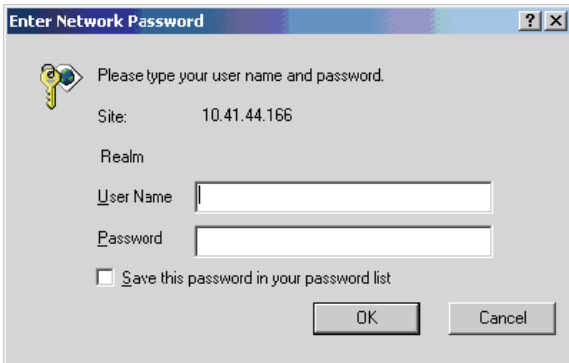 Enter Network Password
Please type your user name and password.
Site: 10.41.44.166
Realm
User Name
Password
Save this password in your password list
OK Cancel